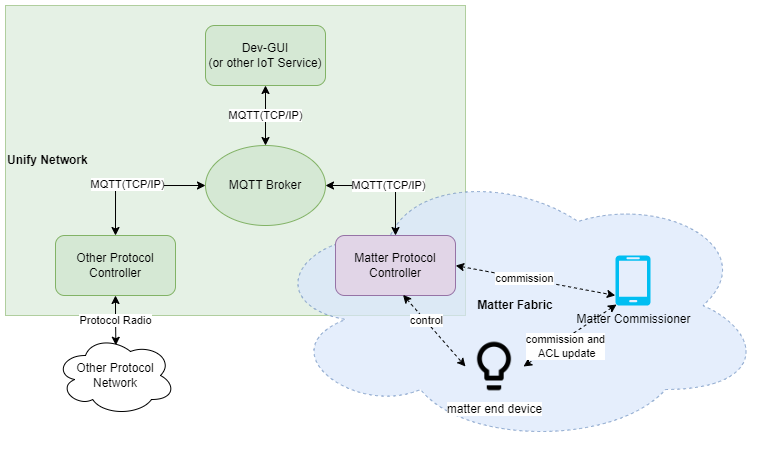 Dev-GUI
(or other IoT Service)
MQTT(TCP/IP)
Unify Network
MQTT(TCP/IP)
MQTT Broker
MQTT(TCP/IP)
Other Protocol
Controller
Matter Protocol
Controller
commission
Matter Fabric
Matter Commissioner
Protocol Radio
control
commission and
ACL update
Other Protocol
Network
matter end device